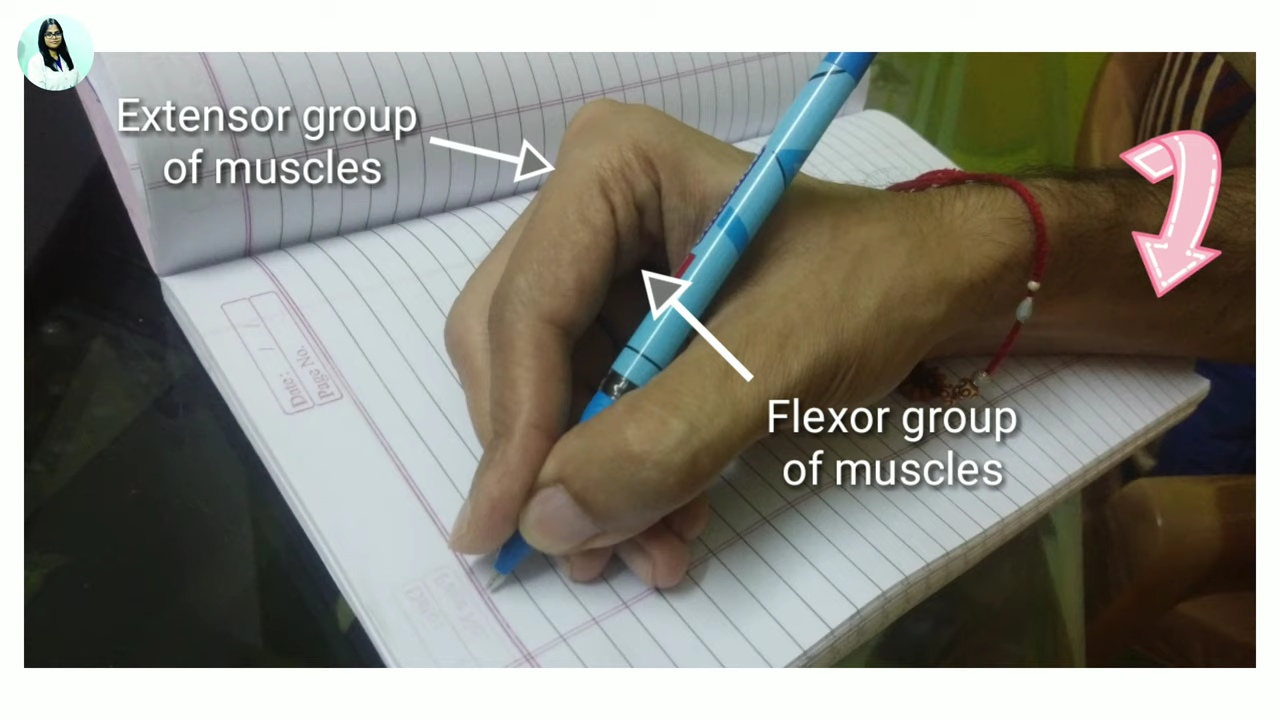 Extensor group
of muscles
Flexor group
of muscles
Date: / /
Page No.